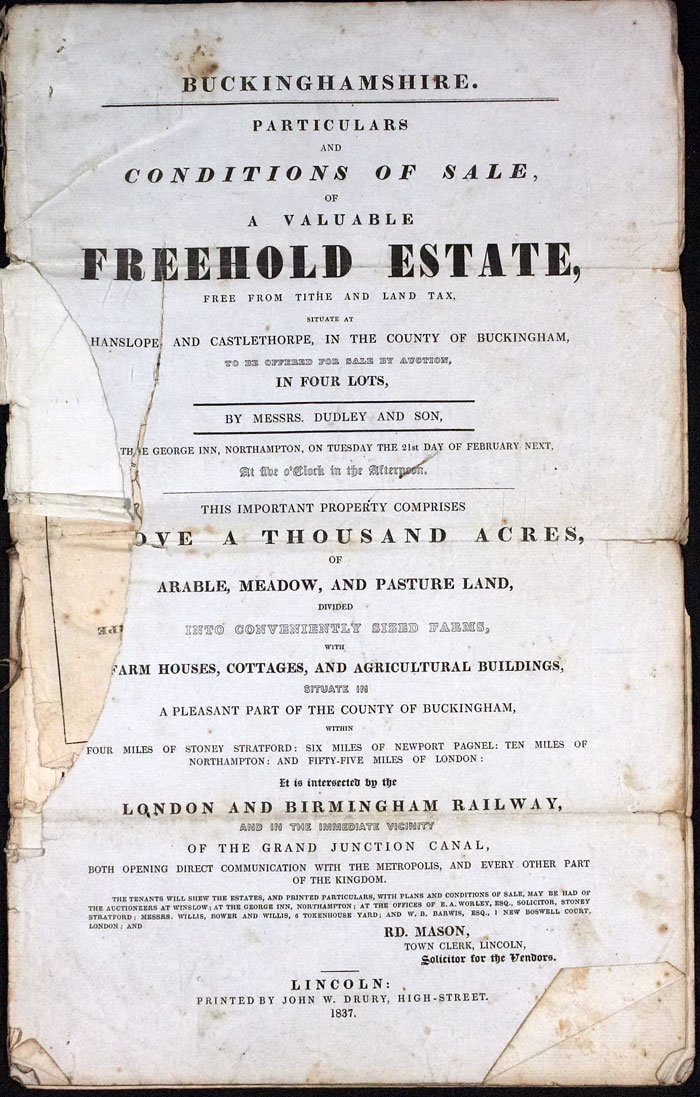 BUCKINGHAMSHIRE.
PARTICULARS
AND
CONDITIONS OF SALE,
OF
A VALUABLE
FREEHOLD ESTATE,
FREE FROM TITHE AND LAND TAX,
SITUATE AT
HANSLOPE AND CASTLETHORPE, IN THE COUNTY OF BUCKINGHAM,
TO BE OFFERED FOR SALE BY AUCTION,
IN FOUR LOTS,
BY MESSRS. DUDLEY AND SON,
THE GEORGE INN, NORTHAMPTON, ON TUESDAY THE 21st DAY OF FEBRUARY NEXT,
At five o'Clock in the Afternoon.
THIS IMPORTANT PROPERTY COMPRISES
OVE A THOUSAND ACRES,
OF
ARABLE, MEADOW, AND PASTURE LAND,
DIVIDED
INTO CONVENIENTLY SIZED FARMS,
WITH
FARM HOUSES, COTTAGES, AND AGRICULTURAL BUILDINGS,
SITUATE IN
A PLEASANT PART OF THE COUNTY OF BUCKINGHAM,
WITHIN
FOUR MILES OF STONEY STRATFORD: SIX MILES OF NEWPORT PAGNEL: TEN MILES OF
NORTHAMPTON: AND FIFTY-FIVE MILES OF LONDON:
It is intersected by the
LONDON AND BIRMINGHAM RAILWAY,
AND IN THE IMMEDIATE VICINITY
OF THE GRAND JUNCTION CANAL,
BOTH OPENING DIRECT COMMUNICATION WITH THE METROPOLIS, AND EVERY OTHER PART
OF THE KINGDOM.
THE TENANTS WILL SHEW THE ESTATES, AND PRINTED PARTICULARS, WITH PLANS AND CONDITIONS OF SALE, MAY BE HAD OF
THE AUCTIONEERS AT WINSLOW; AT THE GEORGE INN, NORTHAMPTON; AT THE OFFICES OF E. A. WORLEY, ESQ., SOLICITOR, STONEY
STRATFORD; MESSRS. WILLIS, BOWER AND WILLIS, 6 TOKENHOUSE YARD; AND W. B. BARWIS, ESQ., 1 NEW BOSWELL COURT,
LONDON; AND
RD. MASON,
TOWN CLERK, LINCOLN,
Solicitor for the Vendors.
LINCOLN:
PRINTED BY JOHN W. DRURY, HIGH-STREET.
1837.